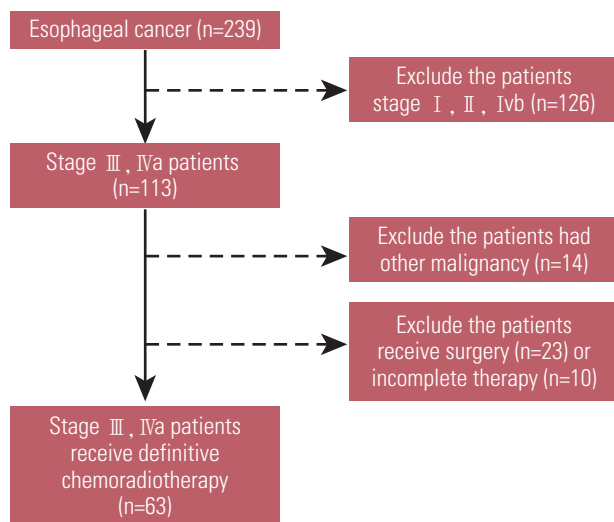 Esophageal cancer (n=239)
Exclude the patients
stage Ⅰ, Ⅱ, Ivb (n=126)
Stage Ⅲ, Ⅳa patients
(n=113)
Exclude the patients had
other malignancy (n=14)
Exclude the patients
receive surgery (n=23) or
incomplete therapy (n=10)
Stage Ⅲ, Ⅳa patients
receive definitive
chemoradiotherapy
(n=63)